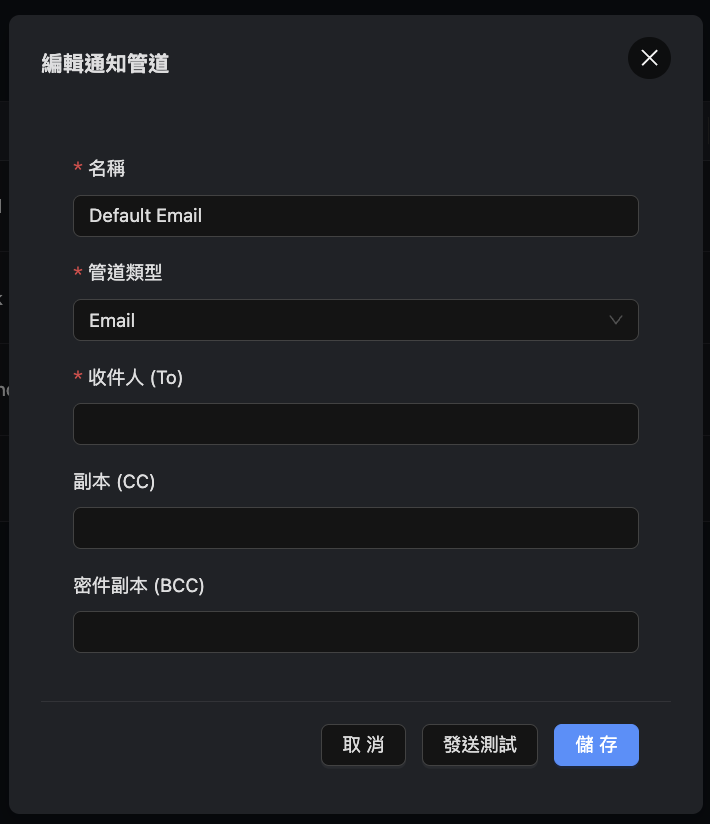 編輯通知管道
* 名稱
Default Email
* 管道類型
Email
* 收件人 (To)
副本 (CC)
密件副本 (BCC)
取 消
發送測試
儲 存